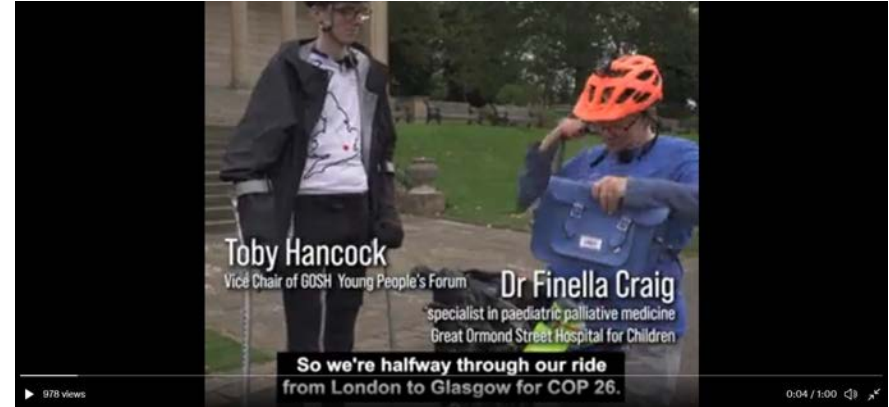 Toby Hancock
Vice Chair of GOSH Young People's Forum
Dr Finella Craig
specialist in paediatric palliative medicine
Great Ormond Street Hospital for Children
So we're halfway through our ride
from London to Glasgow for COP 26.
978 views
0:04 / 1:00